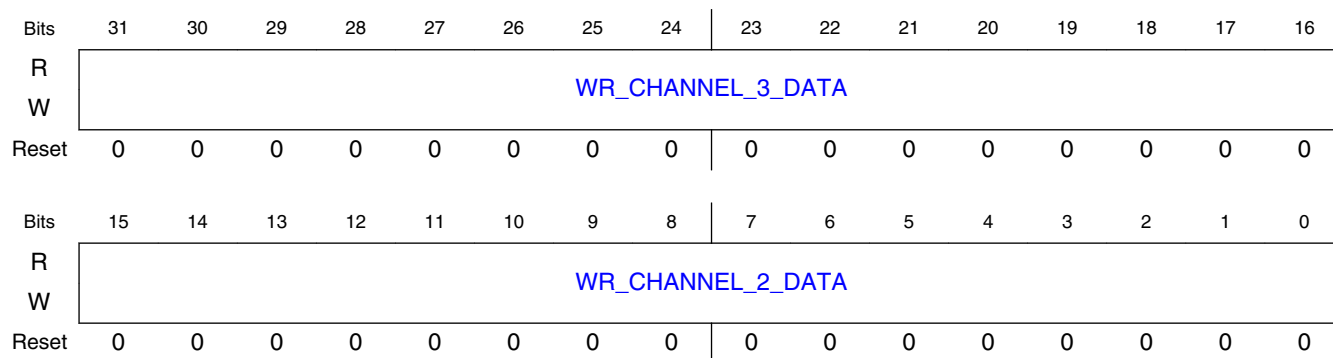 Bits 31 30 29 28 27 26 25 24 23 22 21 20 19 18 17 16
R
WR_CHANNEL_3_DATA
W
Reset 0 0 0 0 0 0 0 0 0 0 0 0 0 0 0 0
Bits 15 14 13 12 11 10 9 8 7 6 5 4 3 2 1 0
R
WR_CHANNEL_2_DATA
W
Reset 0 0 0 0 0 0 0 0 0 0 0 0 0 0 0 0